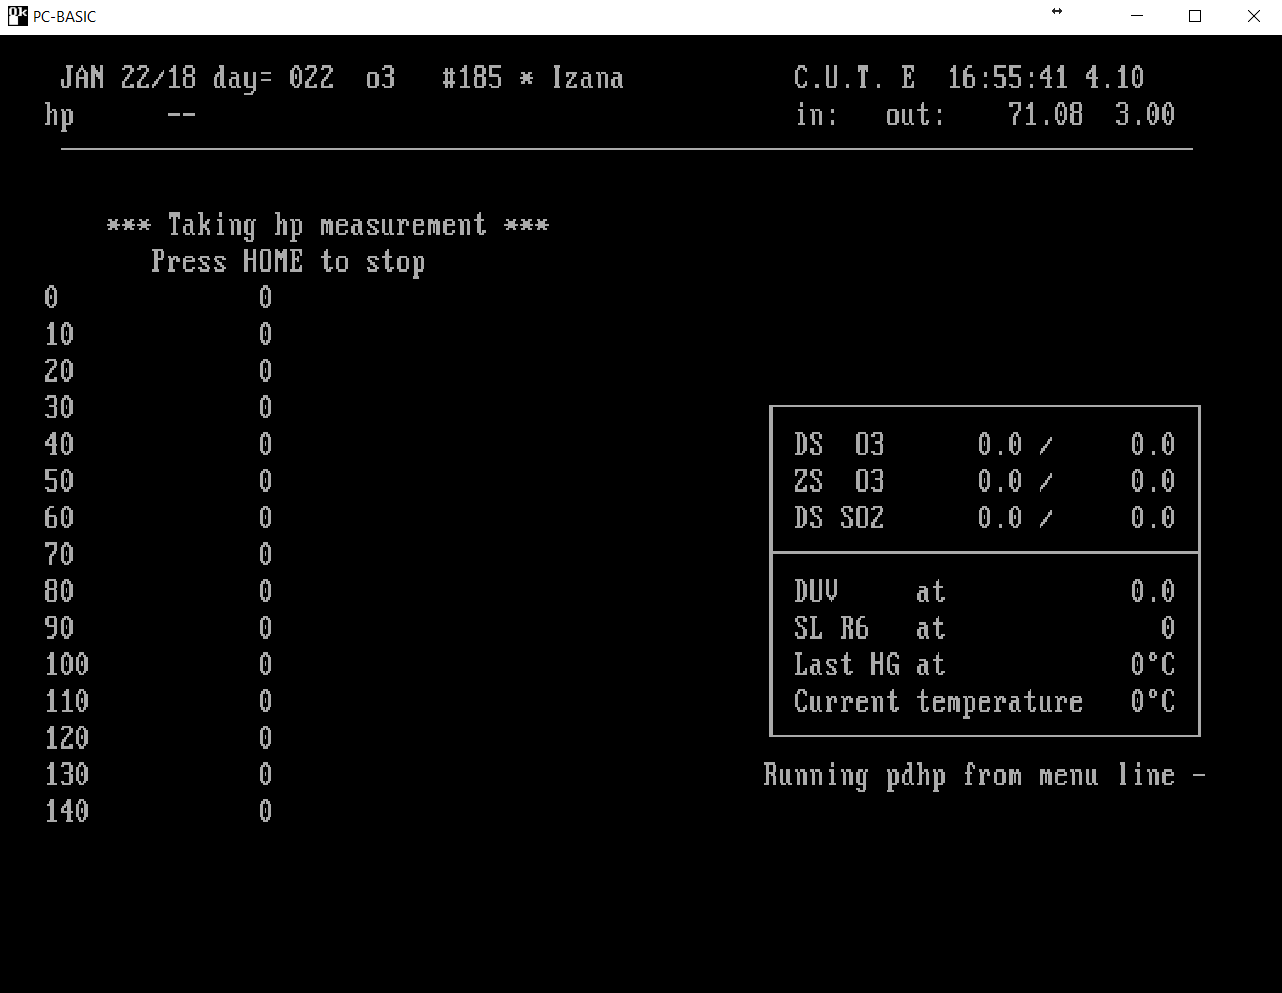 PC-BASIC
JAN 22/18 day= 022 o3 #185 * Izana C.U.T. E 16:55:41 4.10
hp -- in: out: 71.08 3.00
*** Taking hp measurement ***
Press HOME to stop
0 0
10 0
20 0
30 0
40 0
50 0
60 0
70 0
80 0
90 0
100 0
110 0
120 0
130 0
140 0
DS O3 0.0 / 0.0
ZS O3 0.0 / 0.0
DS SO2 0.0 / 0.0
DUV at 0.0
SL R6 at 0
Last HG at 0°C
Current temperature 0°C
Running pdhp from menu line -